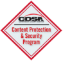 CDSA
Content Protection
& Security
Program